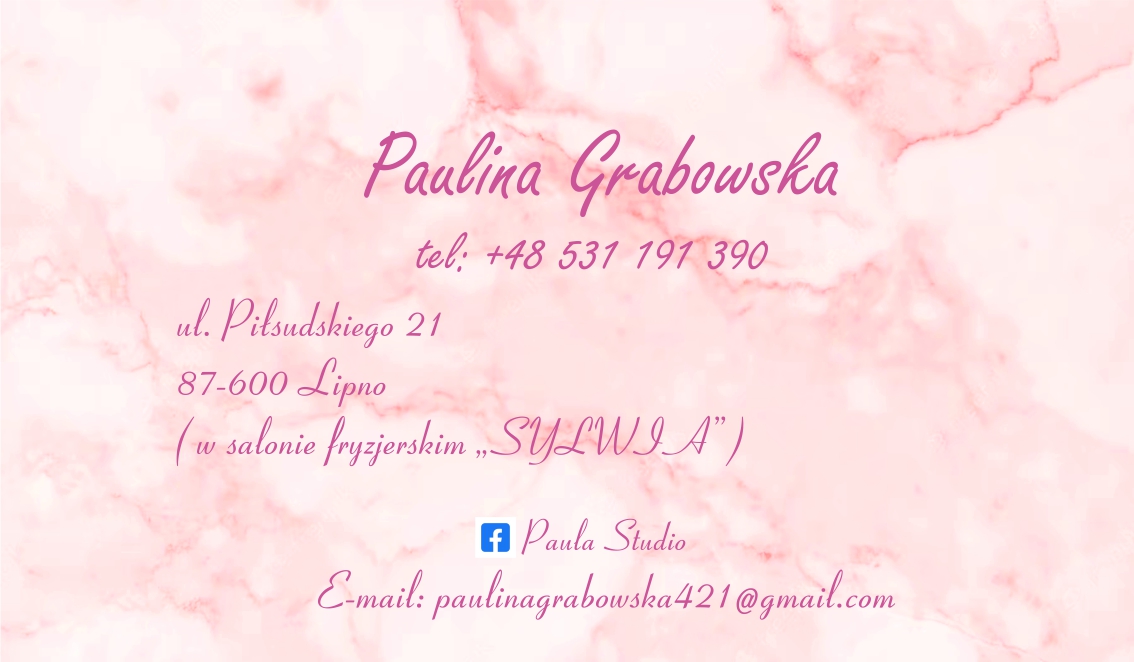 Paulina Grabowska
tel: +48 531 191 390
ul. Piłsudskiego 21
87-600 Lipno
( w salonie fryzjerskim „SYLWIA” )
Paula Studio
E-mail: paulinagrabowska421@gmail.com